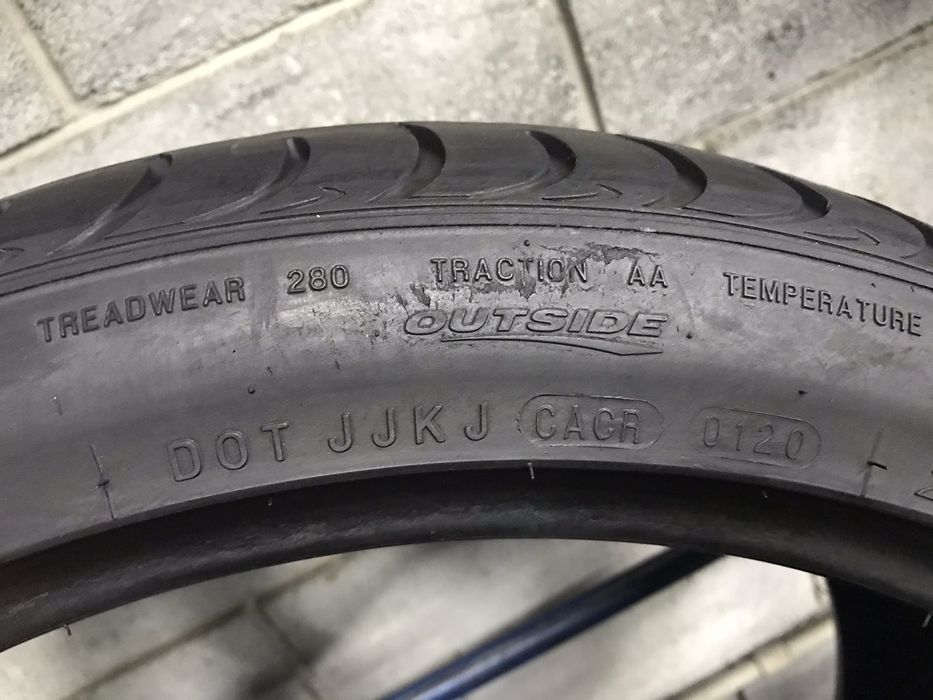 TREADWEAR 280 TRACTION AA TEMPERATURE
OUTSIDE
DOT JJKJ CACR 0120